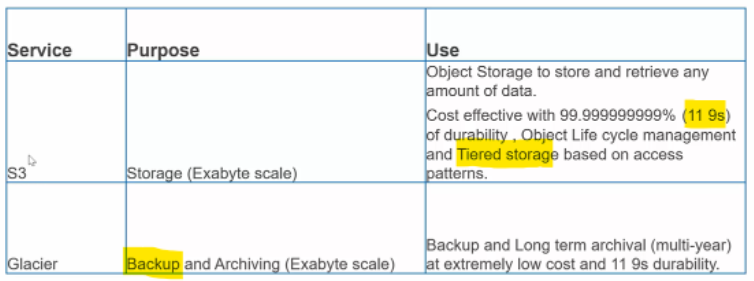 Service Purpose Use
Object Storage to store and retrieve any
amount of data.
Cost effective with 99.999999999% (11 9s)
of durability , Object Life cycle management
and Tiered storage based on access
S3 Storage (Exabyte scale) patterns.
Backup and Long term archival (multi-year)
Glacier Backup and Archiving (Exabyte scale) at extremely low cost and 11 9s durability.